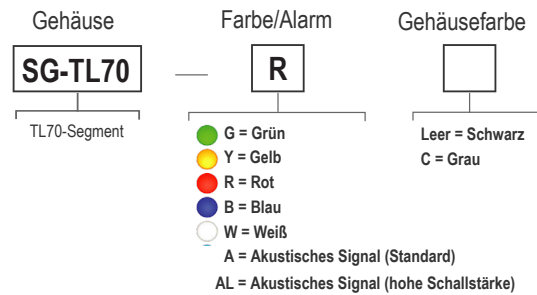 Gehäuse Farbe/Alarm Gehäusefarbe
SG-TL70 — R
TL70-Segment
G = Grün
Y = Gelb
R = Rot
B = Blau
W = Weiß
A = Akustisches Signal (Standard)
AL = Akustisches Signal (hohe Schallstärke)
Leer = Schwarz
C = Grau